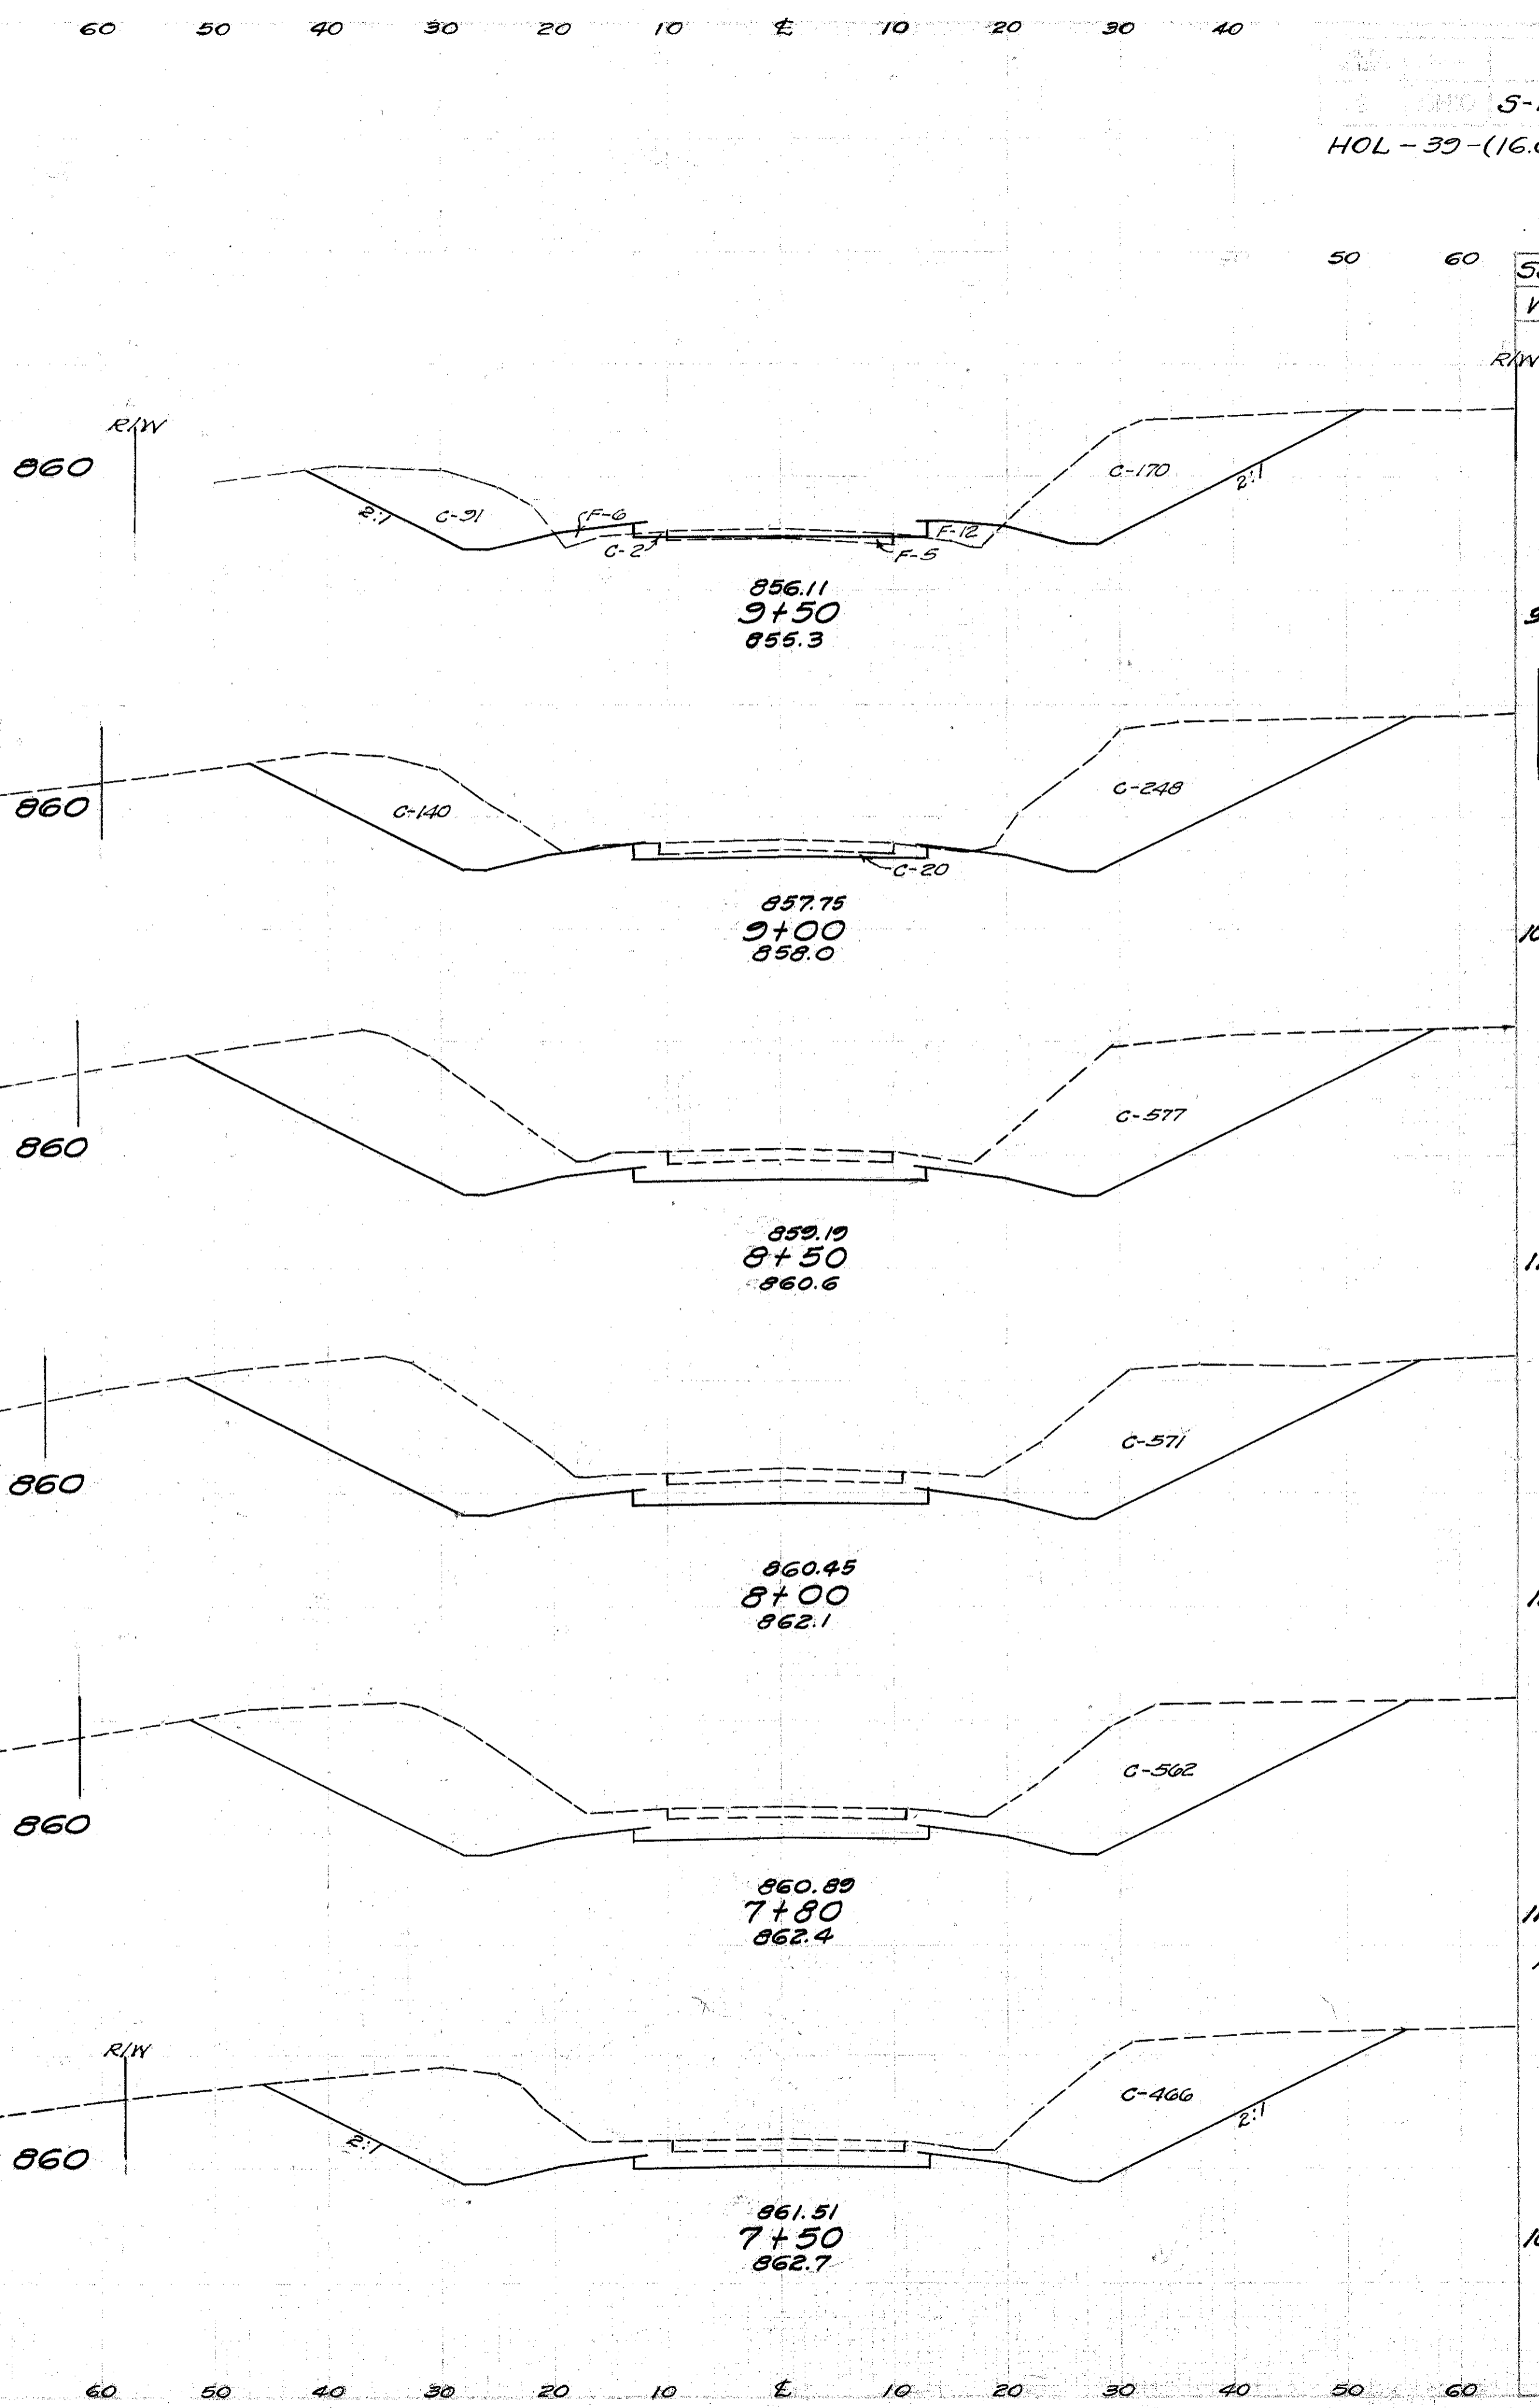 60 50 40 30 20 10 ℄ 10 20 30 40
HOL-39-(16.
50 60
R/W
R/W
860
2:1
C-91
F-6
C-2
F-5
F-12
C-170
2:1
856.11
9+50
855.3
860
C-140
C-248
C-20
857.75
9+00
858.0
C-577
860
859.19
8+50
860.6
C-571
860
860.45
8+00
862.1
C-562
860
860.89
7+80
862.4
R/W
C-466
2:1
2:1
860
861.51
7+50
862.7
60 50 40 30 20 10 ℄ 10 20 30 40 50 60